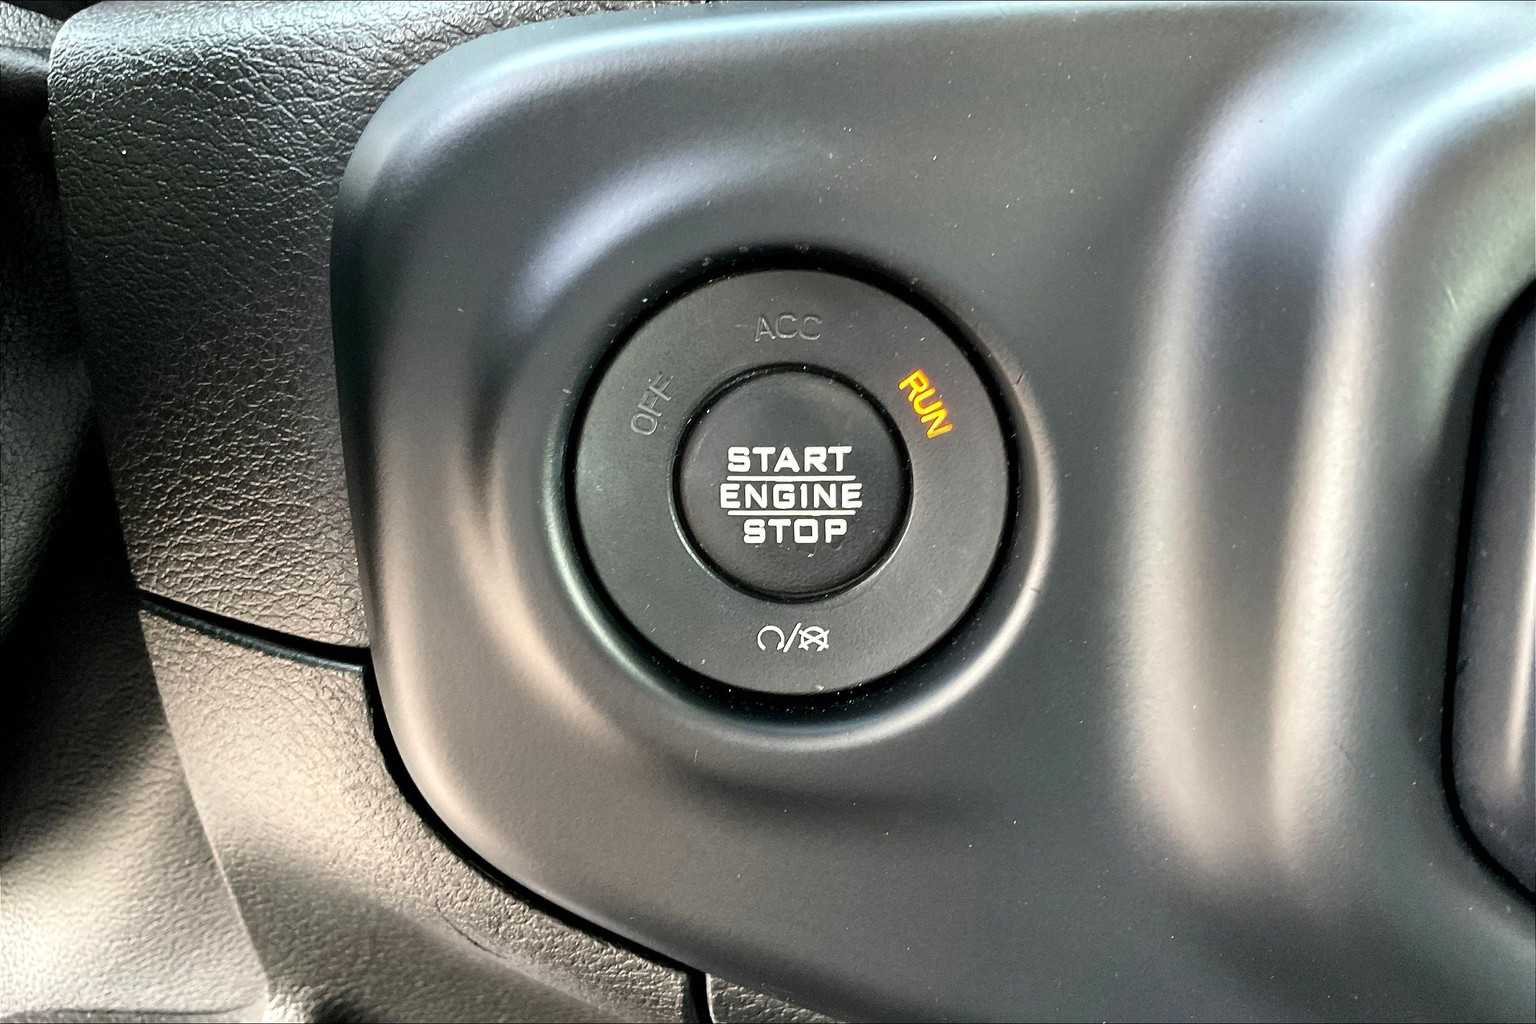 ACC
OFF
RUN
START
ENGINE
STOP